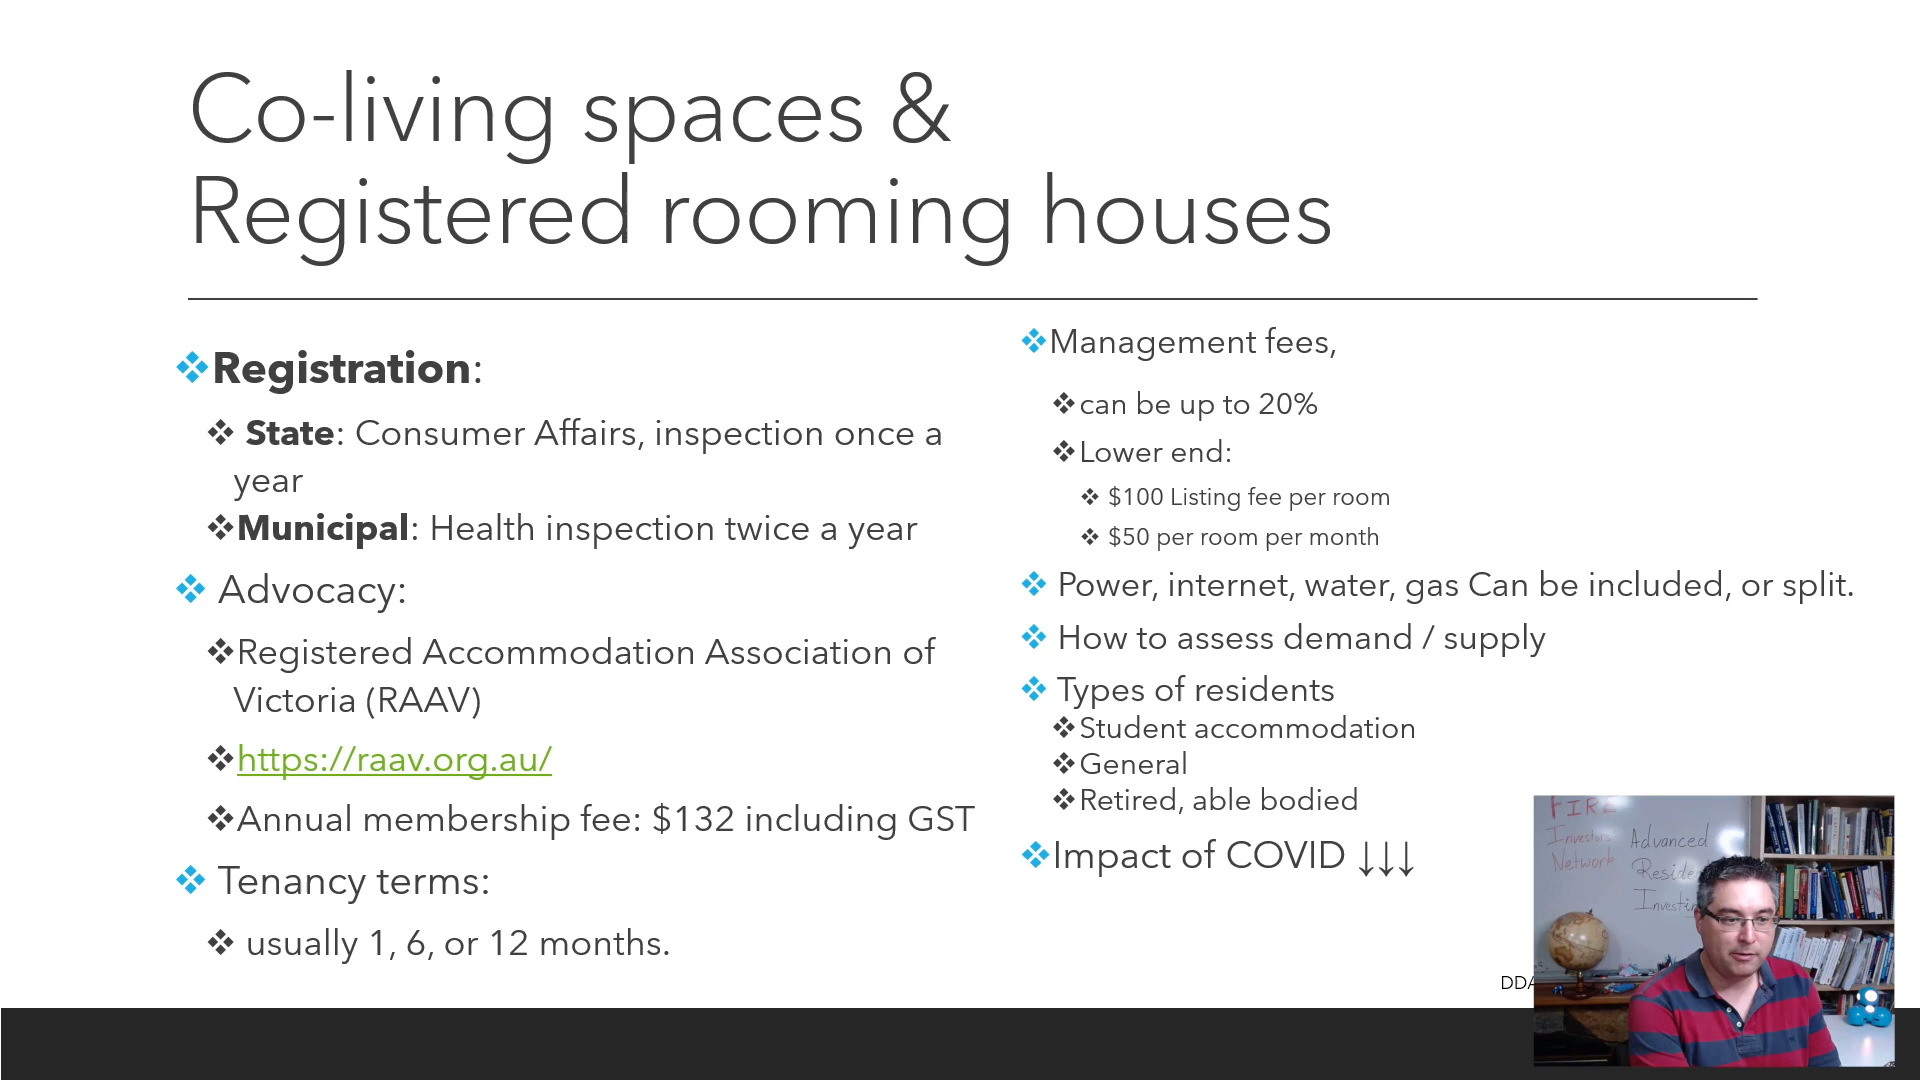 Co-living spaces &
Registered rooming houses
Registration:
State: Consumer Affairs, inspection once a
year
Municipal: Health inspection twice a year
Advocacy:
Registered Accommodation Association of
Victoria (RAAV)
https://raav.org.au/
Annual membership fee: $132 including GST
Tenancy terms:
usually 1, 6, or 12 months.
Management fees,
can be up to 20%
Lower end:
$100 Listing fee per room
$50 per room per month
Power, internet, water, gas Can be included, or split.
How to assess demand / supply
Types of residents
Student accommodation
General
Retired, able bodied
Impact of COVID ↓↓↓
FIRE
Investors
Network
Advanced